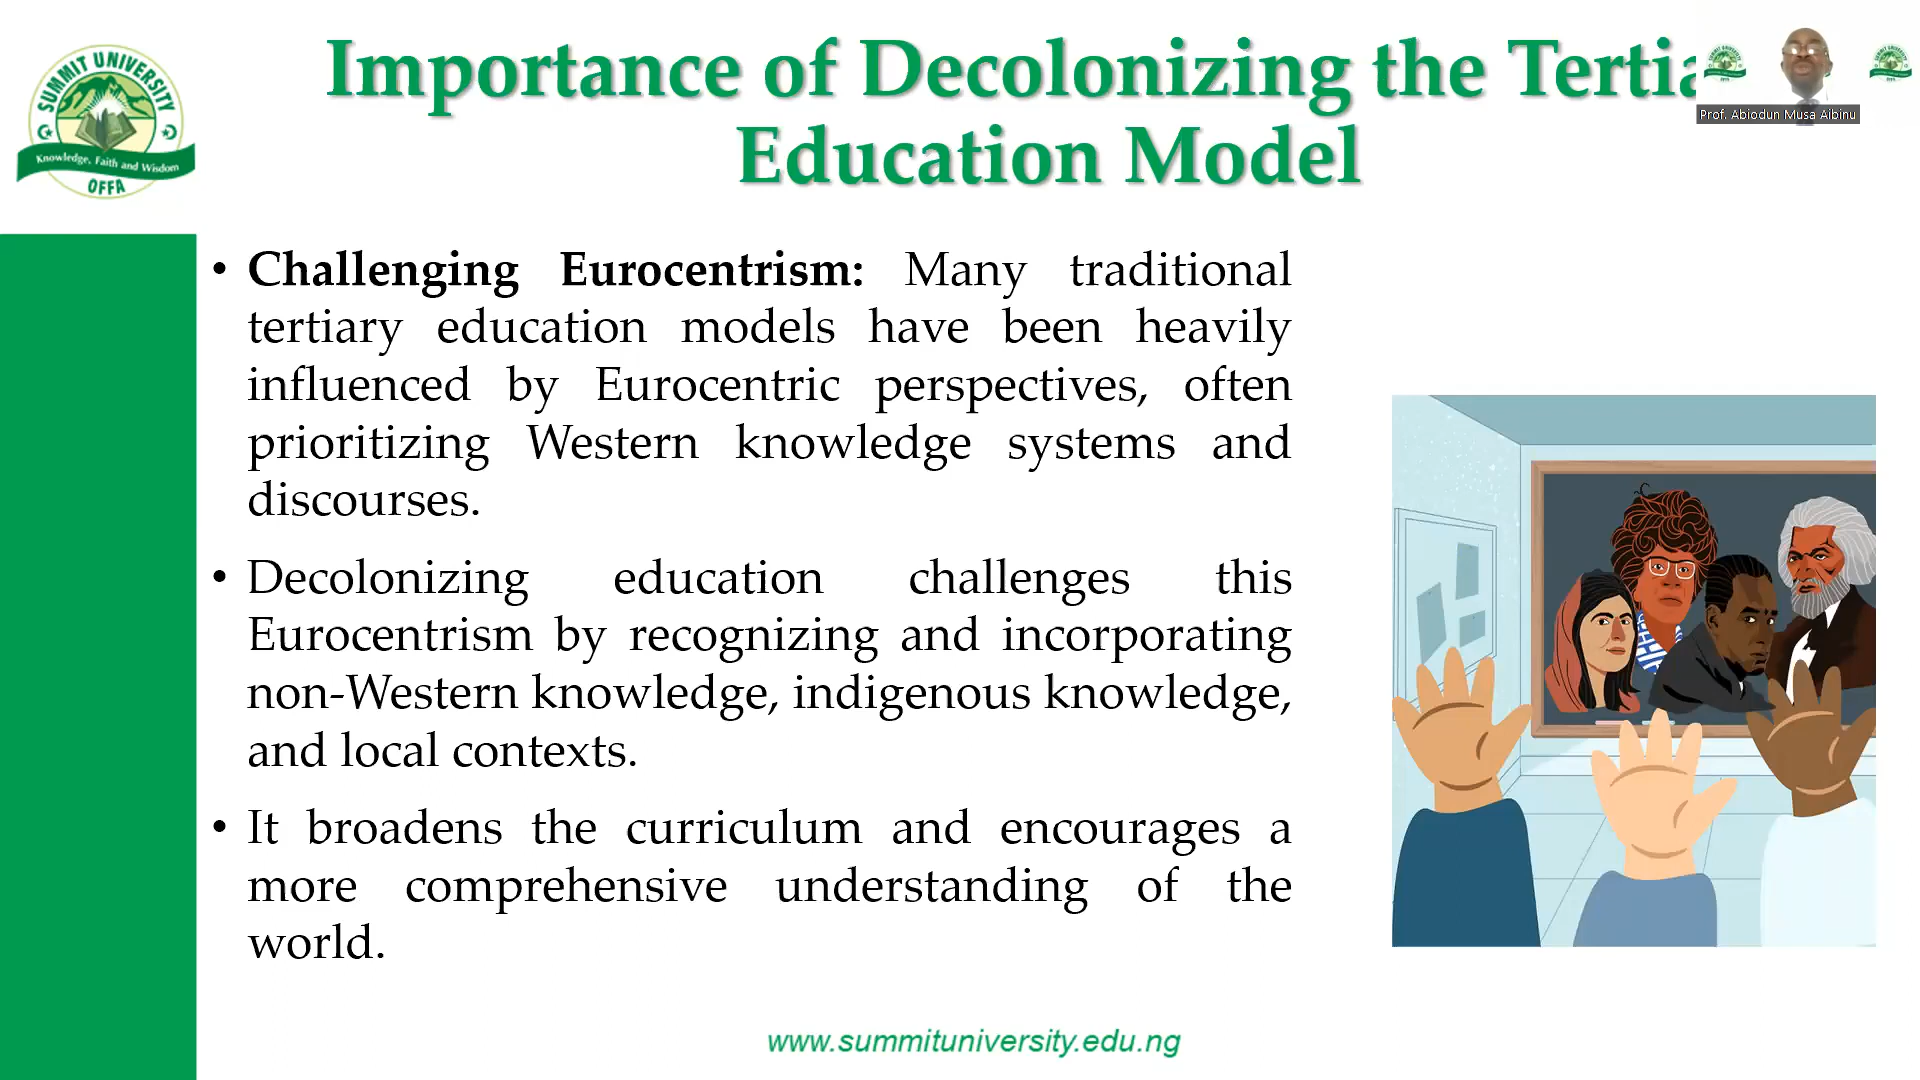 SUMMIT UNIVERSITY
Knowledge, Faith and Wisdom
OFFA
Importance of Decolonizing the Tertia
Education Model
Prof. Abiodun Musa Aibinu
• Challenging Eurocentrism: Many traditional
tertiary education models have been heavily
influenced by Eurocentric perspectives, often
prioritizing Western knowledge systems and
discourses.
• Decolonizing education challenges this
Eurocentrism by recognizing and incorporating
non-Western knowledge, indigenous knowledge,
and local contexts.
• It broadens the curriculum and encourages a
more comprehensive understanding of the
world.
www.summituniversity.edu.ng